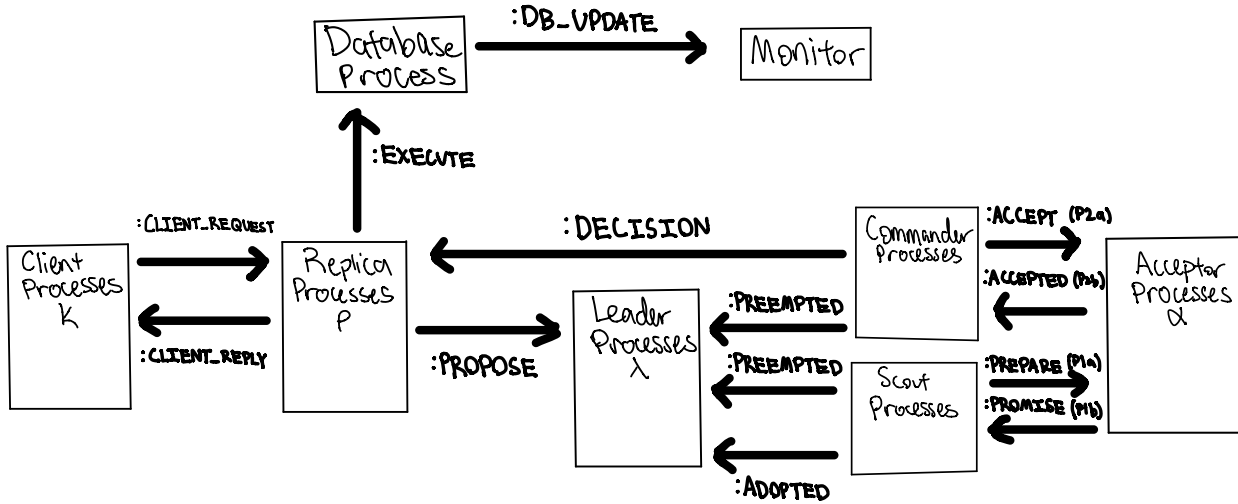 :DB_UPDATE
Database
Process
Monitor
:EXECUTE
:CLIENT_REQUEST
:DECISION
Commander
Processes
:ACCEPT (P2a)
Client
Processes
K
Replica
Processes
ρ
:ACCEPTED (P2b)
Acceptor
Processes
α
Leader
Processes
λ
:PREEMPTED
:CLIENT_REPLY
:PROPOSE
:PREEMPTED
Scout
Processes
:PREPARE (P1a)
:PROMISE (P1b)
:ADOPTED